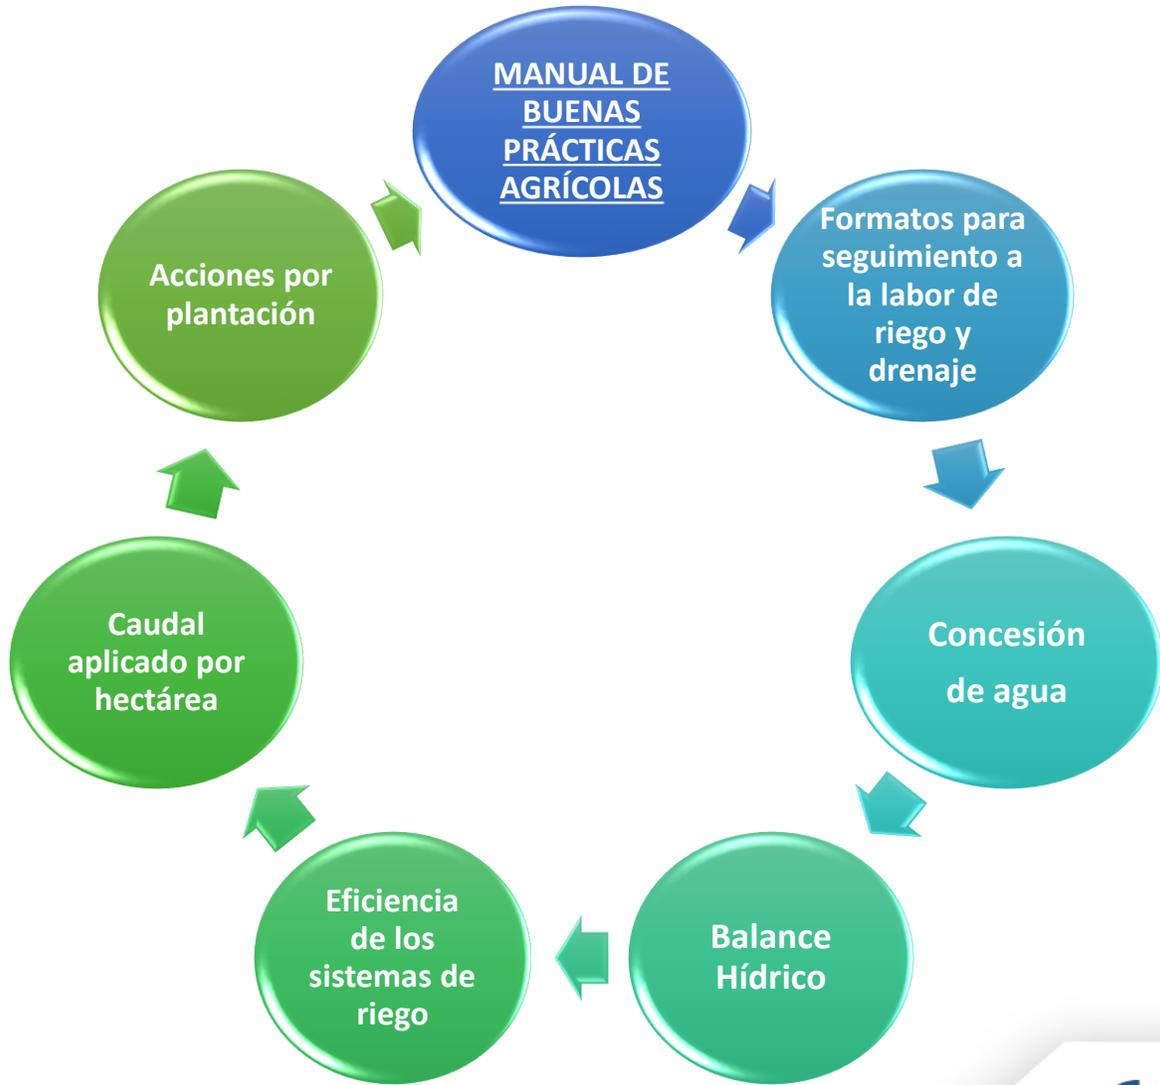 MANUAL DE
BUENAS
PRÁCTICAS
AGRÍCOLAS
Formatos para
seguimiento a
la labor de
riego y
drenaje
Concesión
de agua
Balance
Hídrico
Eficiencia
de los
sistemas de
riego
Caudal
aplicado por
hectárea
Acciones por
plantación